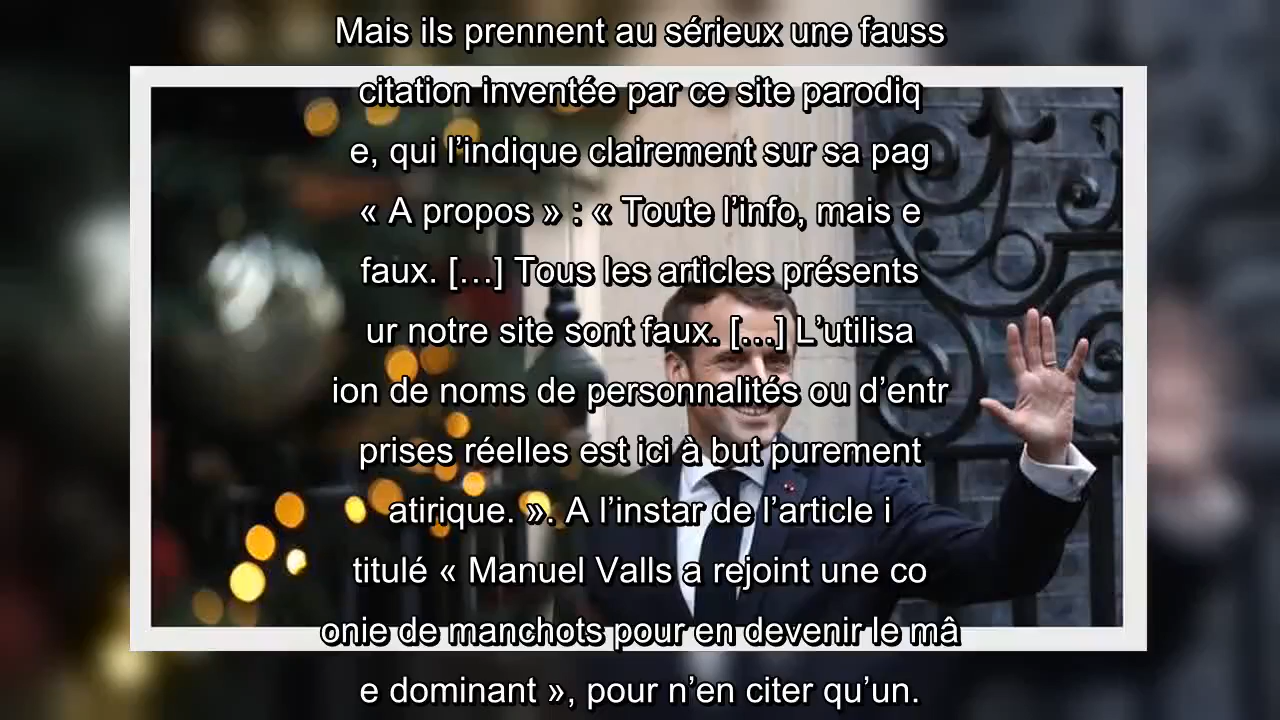 Mais ils prennent au sérieux une fauss
citation inventée par ce site parodiq
e, qui l’indique clairement sur sa pag
« A propos » : « Toute l’info, mais e
faux. […] Tous les articles présents
ur notre site sont faux. […] L’utilisa
ion de noms de personnalités ou d’entr
prises réelles est ici à but purement
atirique. ». A l’instar de l’article i
titulé « Manuel Valls a rejoint une co
onie de manchots pour en devenir le mâ
e dominant », pour n’en citer qu’un.